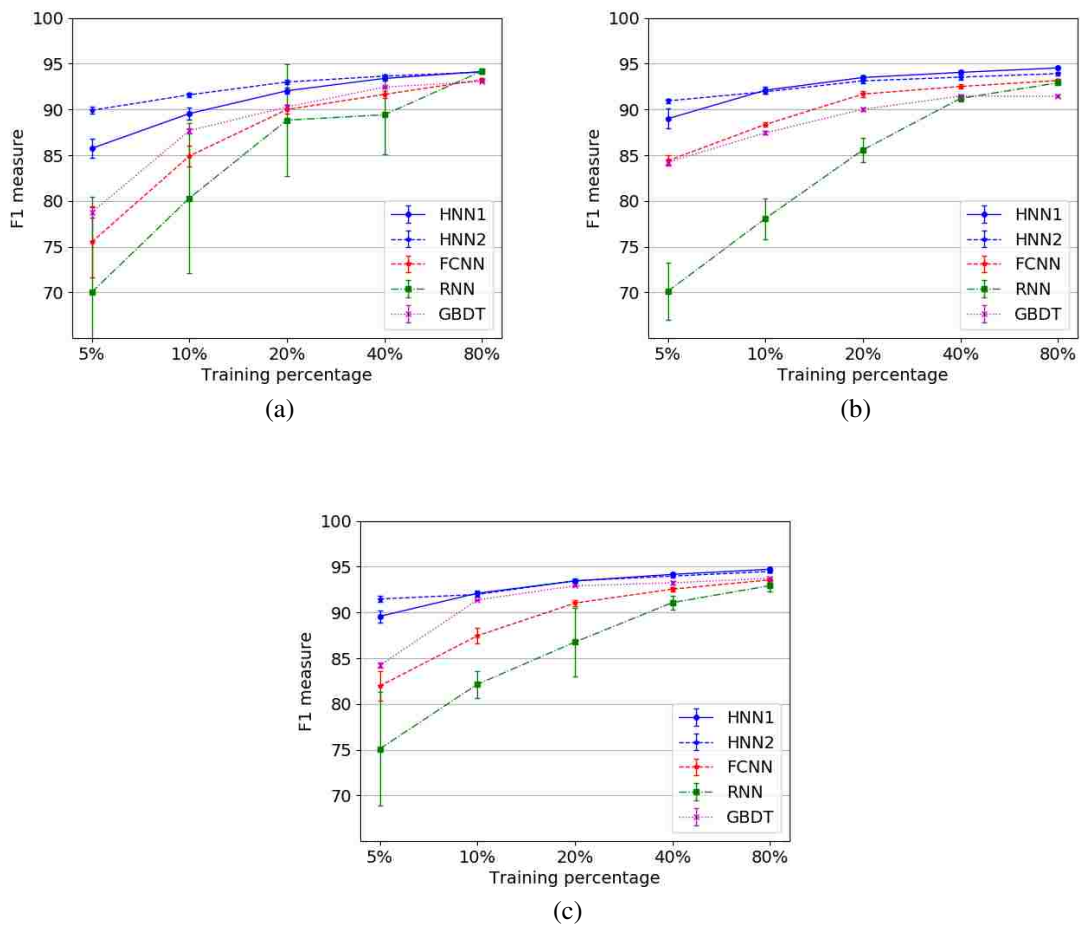 100
95
90
85
80
75
70
F1 measure
HNN1
HNN2
FCNN
RNN
GBDT
5% 10% 20% 40% 80%
Training percentage
(a)
100
95
90
85
80
75
70
F1 measure
HNN1
HNN2
FCNN
RNN
GBDT
5% 10% 20% 40% 80%
Training percentage
(b)
100
95
90
85
80
75
70
F1 measure
HNN1
HNN2
FCNN
RNN
GBDT
5% 10% 20% 40% 80%
Training percentage
(c)